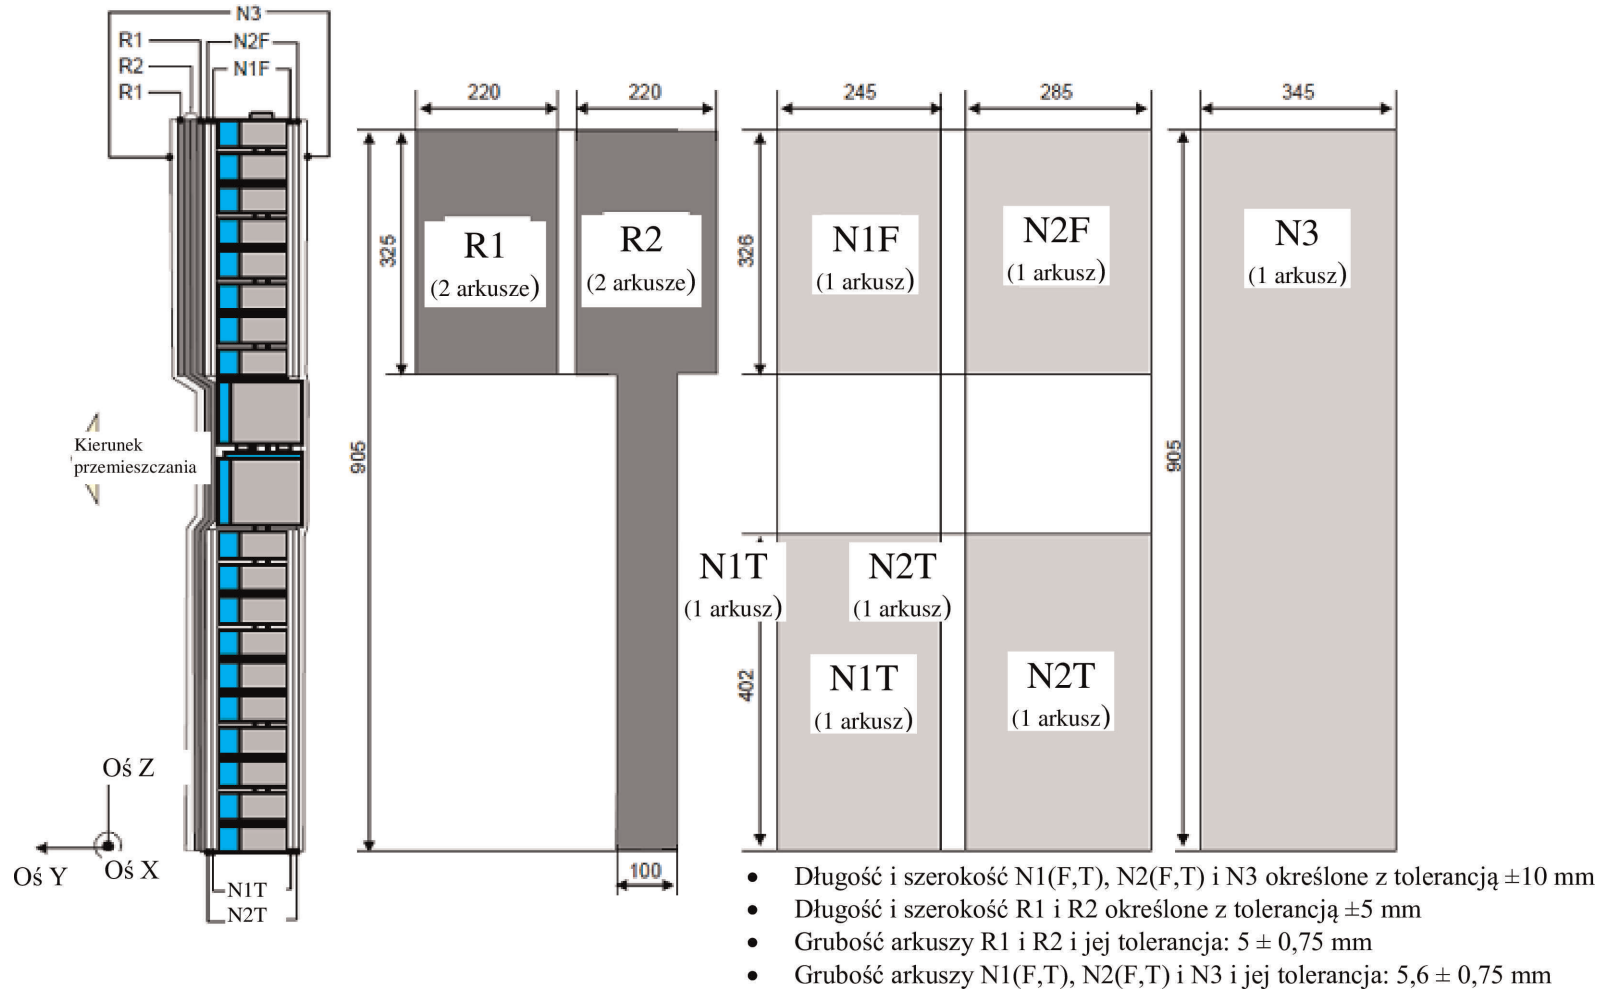 N3
R1
N2F
R2
N1F
R1
220
220
245
285
345
325
326
R1
(2 arkusze)
R2
(2 arkusze)
N1F
(1 arkusz)
N2F
(1 arkusz)
N3
(1 arkusz)
Kierunek
przemieszczania
905
905
N1T
(1 arkusz)
N2T
(1 arkusz)
402
N1T
(1 arkusz)
N2T
(1 arkusz)
Oś Z
Oś Y
Oś X
N1T
N2T
100
• Długość i szerokość N1(F,T), N2(F,T) i N3 określone z tolerancją ±10 mm
• Długość i szerokość R1 i R2 określone z tolerancją ±5 mm
• Grubość arkuszy R1 i R2 i jej tolerancja: 5 ± 0,75 mm
• Grubość arkuszy N1(F,T), N2(F,T) i N3 i jej tolerancja: 5,6 ± 0,75 mm